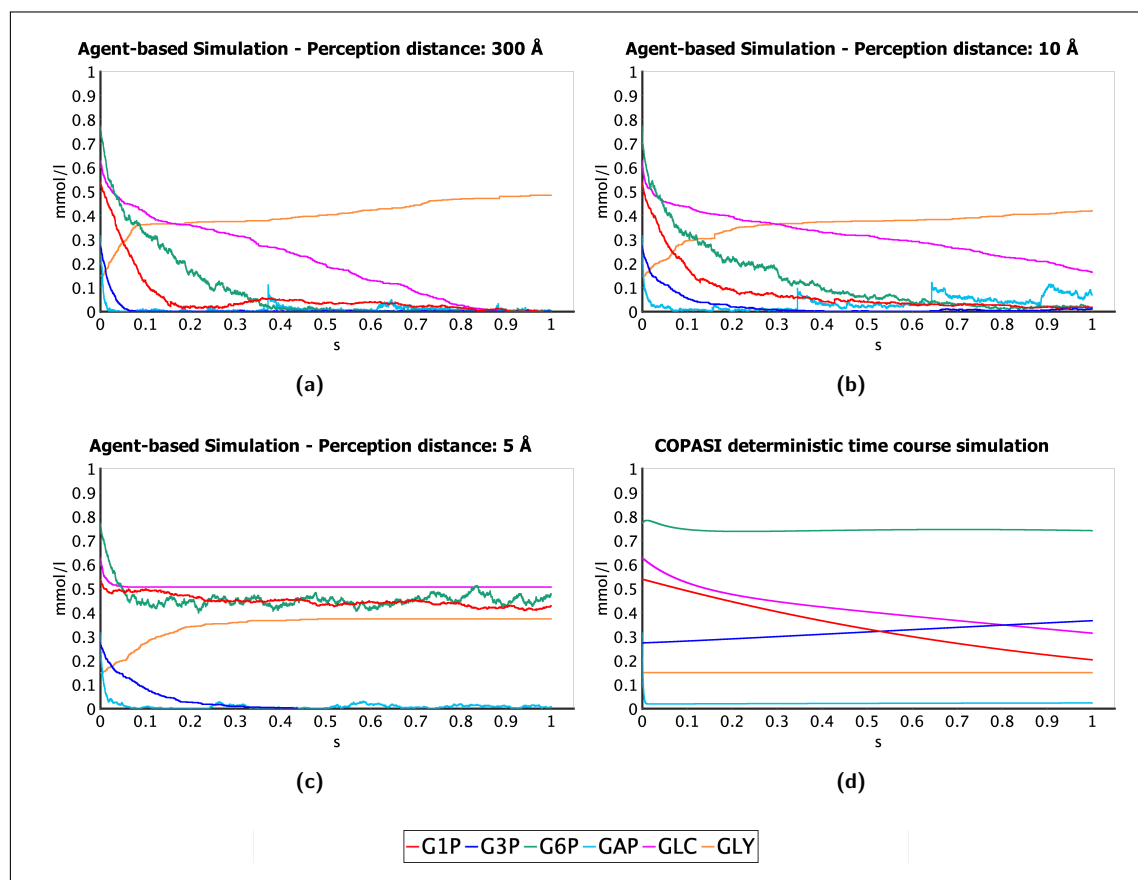 Agent-based Simulation - Perception distance: 300 Å
mmol/l
1
0.9
0.8
0.7
0.6
0.5
0.4
0.3
0.2
0.1
0
0 0.1 0.2 0.3 0.4 0.5 0.6 0.7 0.8 0.9 1
s
(a)
Agent-based Simulation - Perception distance: 10 Å
mmol/l
1
0.9
0.8
0.7
0.6
0.5
0.4
0.3
0.2
0.1
0
0 0.1 0.2 0.3 0.4 0.5 0.6 0.7 0.8 0.9 1
s
(b)
Agent-based Simulation - Perception distance: 5 Å
mmol/l
1
0.9
0.8
0.7
0.6
0.5
0.4
0.3
0.2
0.1
0
0 0.1 0.2 0.3 0.4 0.5 0.6 0.7 0.8 0.9 1
s
(c)
COPASI deterministic time course simulation
mmol/l
1
0.9
0.8
0.7
0.6
0.5
0.4
0.3
0.2
0.1
0
0 0.1 0.2 0.3 0.4 0.5 0.6 0.7 0.8 0.9 1
s
(d)
G1P G3P G6P GAP GLC GLY